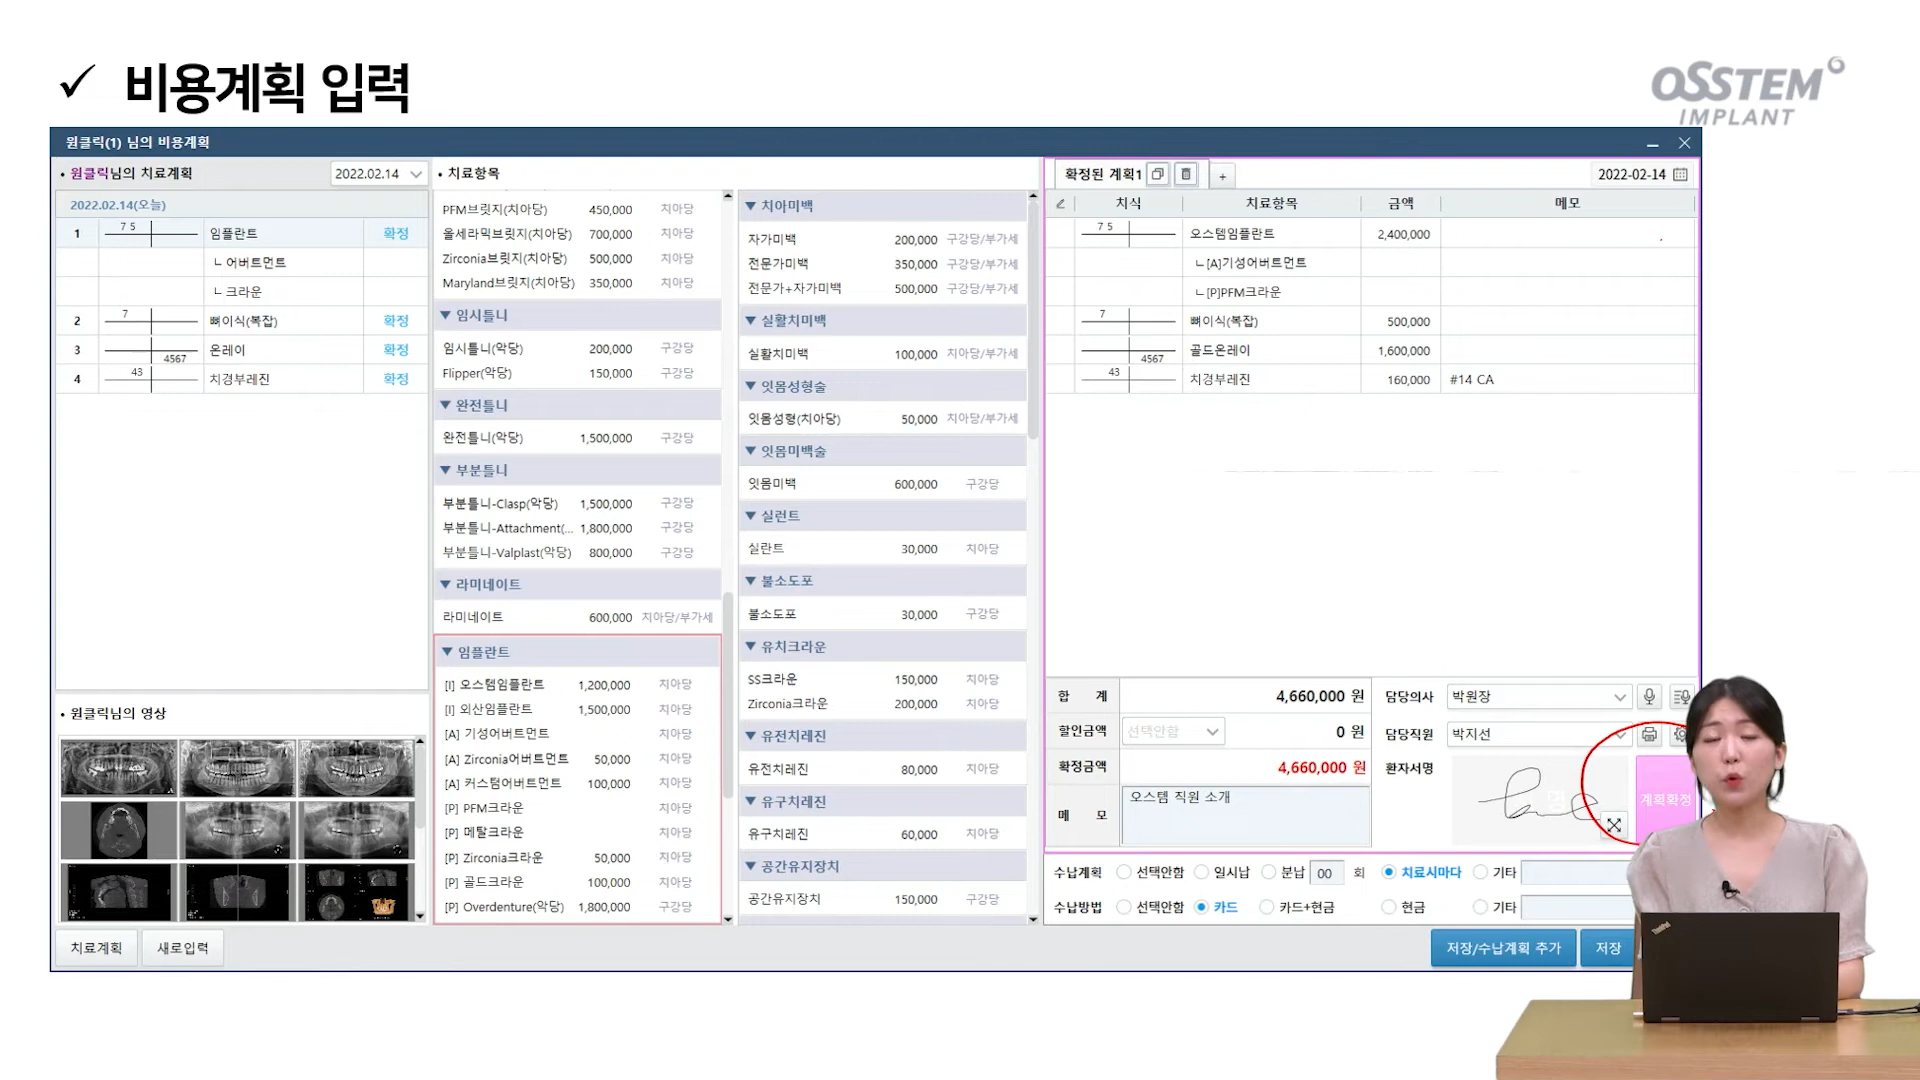 ✓ 비용계획 입력
OSSTEM
IMPLANT
원클릭(1) 님의 비용계획
• 원클릭님의 치료계획 2022.02.14
2022.02.14(오늘)
1 7 5 임플란트 확정
ㄴ 어버트먼트
ㄴ 크라운
2 7 뼈이식(복잡) 확정
3 4567 온레이 확정
4 43 치경부레진 확정
• 원클릭님의 영상
치료계획 새로입력
• 치료항목
PFM브릿지(치아당) 450,000 치아당
올세라믹브릿지(치아당) 700,000 치아당
Zirconia브릿지(치아당) 500,000 치아당
Maryland브릿지(치아당) 350,000 치아당
▼ 임시틀니
임시틀니(악당) 200,000 구강당
Flipper(악당) 150,000 구강당
▼ 완전틀니
완전틀니(악당) 1,500,000 구강당
▼ 부분틀니
부분틀니-Clasp(악당) 1,500,000 구강당
부분틀니-Attachment(... 1,800,000 구강당
부분틀니-Valplast(악당) 800,000 구강당
▼ 라미네이트
라미네이트 600,000 치아당/부가세
▼ 임플란트
[I] 오스템임플란트 1,200,000 치아당
[I] 외산임플란트 1,500,000 치아당
[A] 기성어버트먼트 치아당
[A] Zirconia어버트먼트 50,000 치아당
[A] 커스텀어버트먼트 100,000 치아당
[P] PFM크라운 치아당
[P] 메탈크라운 치아당
[P] Zirconia크라운 50,000 치아당
[P] 골드크라운 100,000 치아당
[P] Overdenture(악당) 1,800,000 구강당
▼ 치아미백
자가미백 200,000 구강당/부가세
전문가미백 350,000 구강당/부가세
전문가+자가미백 500,000 구강당/부가세
▼ 실활치미백
실활치미백 100,000 치아당/부가세
▼ 잇몸성형술
잇몸성형(치아당) 50,000 치아당/부가세
▼ 잇몸미백술
잇몸미백 600,000 구강당
▼ 실런트
실란트 30,000 치아당
▼ 불소도포
불소도포 30,000 구강당
▼ 유치크라운
SS크라운 150,000 치아당
Zirconia크라운 200,000 치아당
▼ 유전치레진
유전치레진 80,000 치아당
▼ 유구치레진
유구치레진 60,000 치아당
▼ 공간유지장치
공간유지장치 150,000 구강당
확정된 계획1 + 2022-02-14
치식 치료항목 금액 메모
7 5 오스템임플란트 2,400,000
ㄴ[A]기성어버트먼트
ㄴ[P]PFM크라운
7 뼈이식(복잡) 500,000
4567 골드온레이 1,600,000
43 치경부레진 160,000 #14 CA
합 계 4,660,000 원 담당의사 박원장
할인금액 선택안함 0 원 담당직원 박지선
확정금액 4,660,000 원 환자서명
메 모 오스템 직원 소개
계획확정
수납계획 선택안함 일시납 분납 00 회 치료시마다 기타
수납방법 선택안함 카드 카드+현금 현금 기타
저장/수납계획 추가 저장
ThinkPad